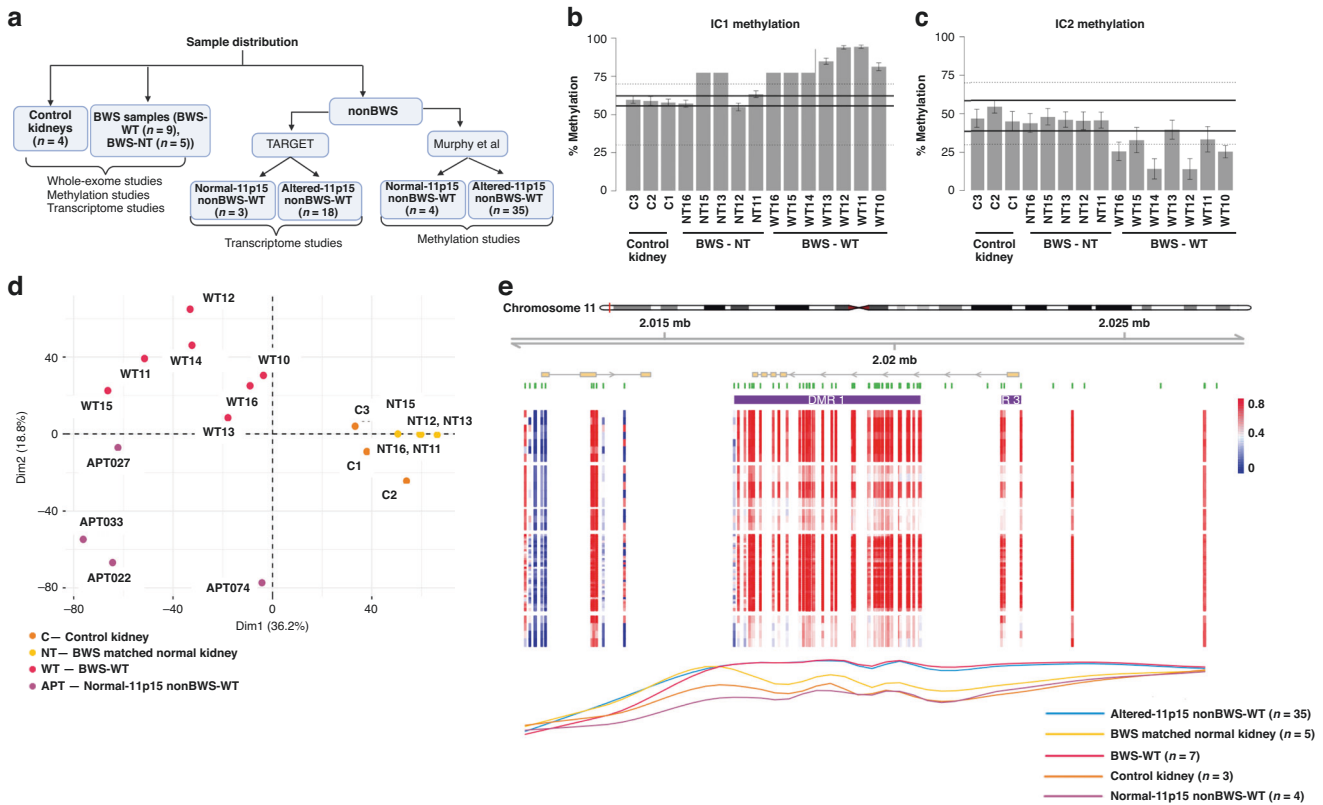 a
Sample distribution
Control
kidneys
(n = 4)
BWS samples (BWS-
WT (n = 9),
BWS-NT (n = 5))
Whole-exome studies
Methylation studies
Transcriptome studies
nonBWS
TARGET
Murphy et al
Normal-11p15
nonBWS-WT
(n = 3)
Altered-11p15
nonBWS-WT
(n = 18)
Normal-11p15
nonBWS-WT
(n = 4)
Altered-11p15
nonBWS-WT
(n = 35)
Transcriptome studies
Methylation studies
b
IC1 methylation
% Methylation
100
75
50
25
0
C3 C2 C1 NT16 NT15 NT13 NT12 NT11 WT16 WT15 WT14 WT13 WT12 WT11 WT10
Control
kidney
BWS - NT
BWS - WT
c
IC2 methylation
% Methylation
100
75
50
25
0
C3 C2 C1 NT16 NT15 NT13 NT12 NT11 WT16 WT15 WT14 WT13 WT12 WT11 WT10
Control
kidney
BWS - NT
BWS - WT
d
WT12
WT14
WT11
WT10
WT15
WT16
WT13
C3
NT15
NT12, NT13
NT16, NT11
C1
C2
APT027
APT033
APT022
APT074
Dim2 (18.8%)
40
0
−40
−80
−80 −40 0 40
Dim1 (36.2%)
C— Control kidney
NT— BWS matched normal kidney
WT — BWS-WT
APT — Normal-11p15 nonBWS-WT
e
Chromosome 11
2.015 mb
2.025 mb
2.02 mb
DMR 1
R 3
0.8
0.4
0
Altered-11p15 nonBWS-WT (n = 35)
BWS matched normal kidney (n = 5)
BWS-WT (n = 7)
Control kidney (n = 3)
Normal-11p15 nonBWS-WT (n = 4)